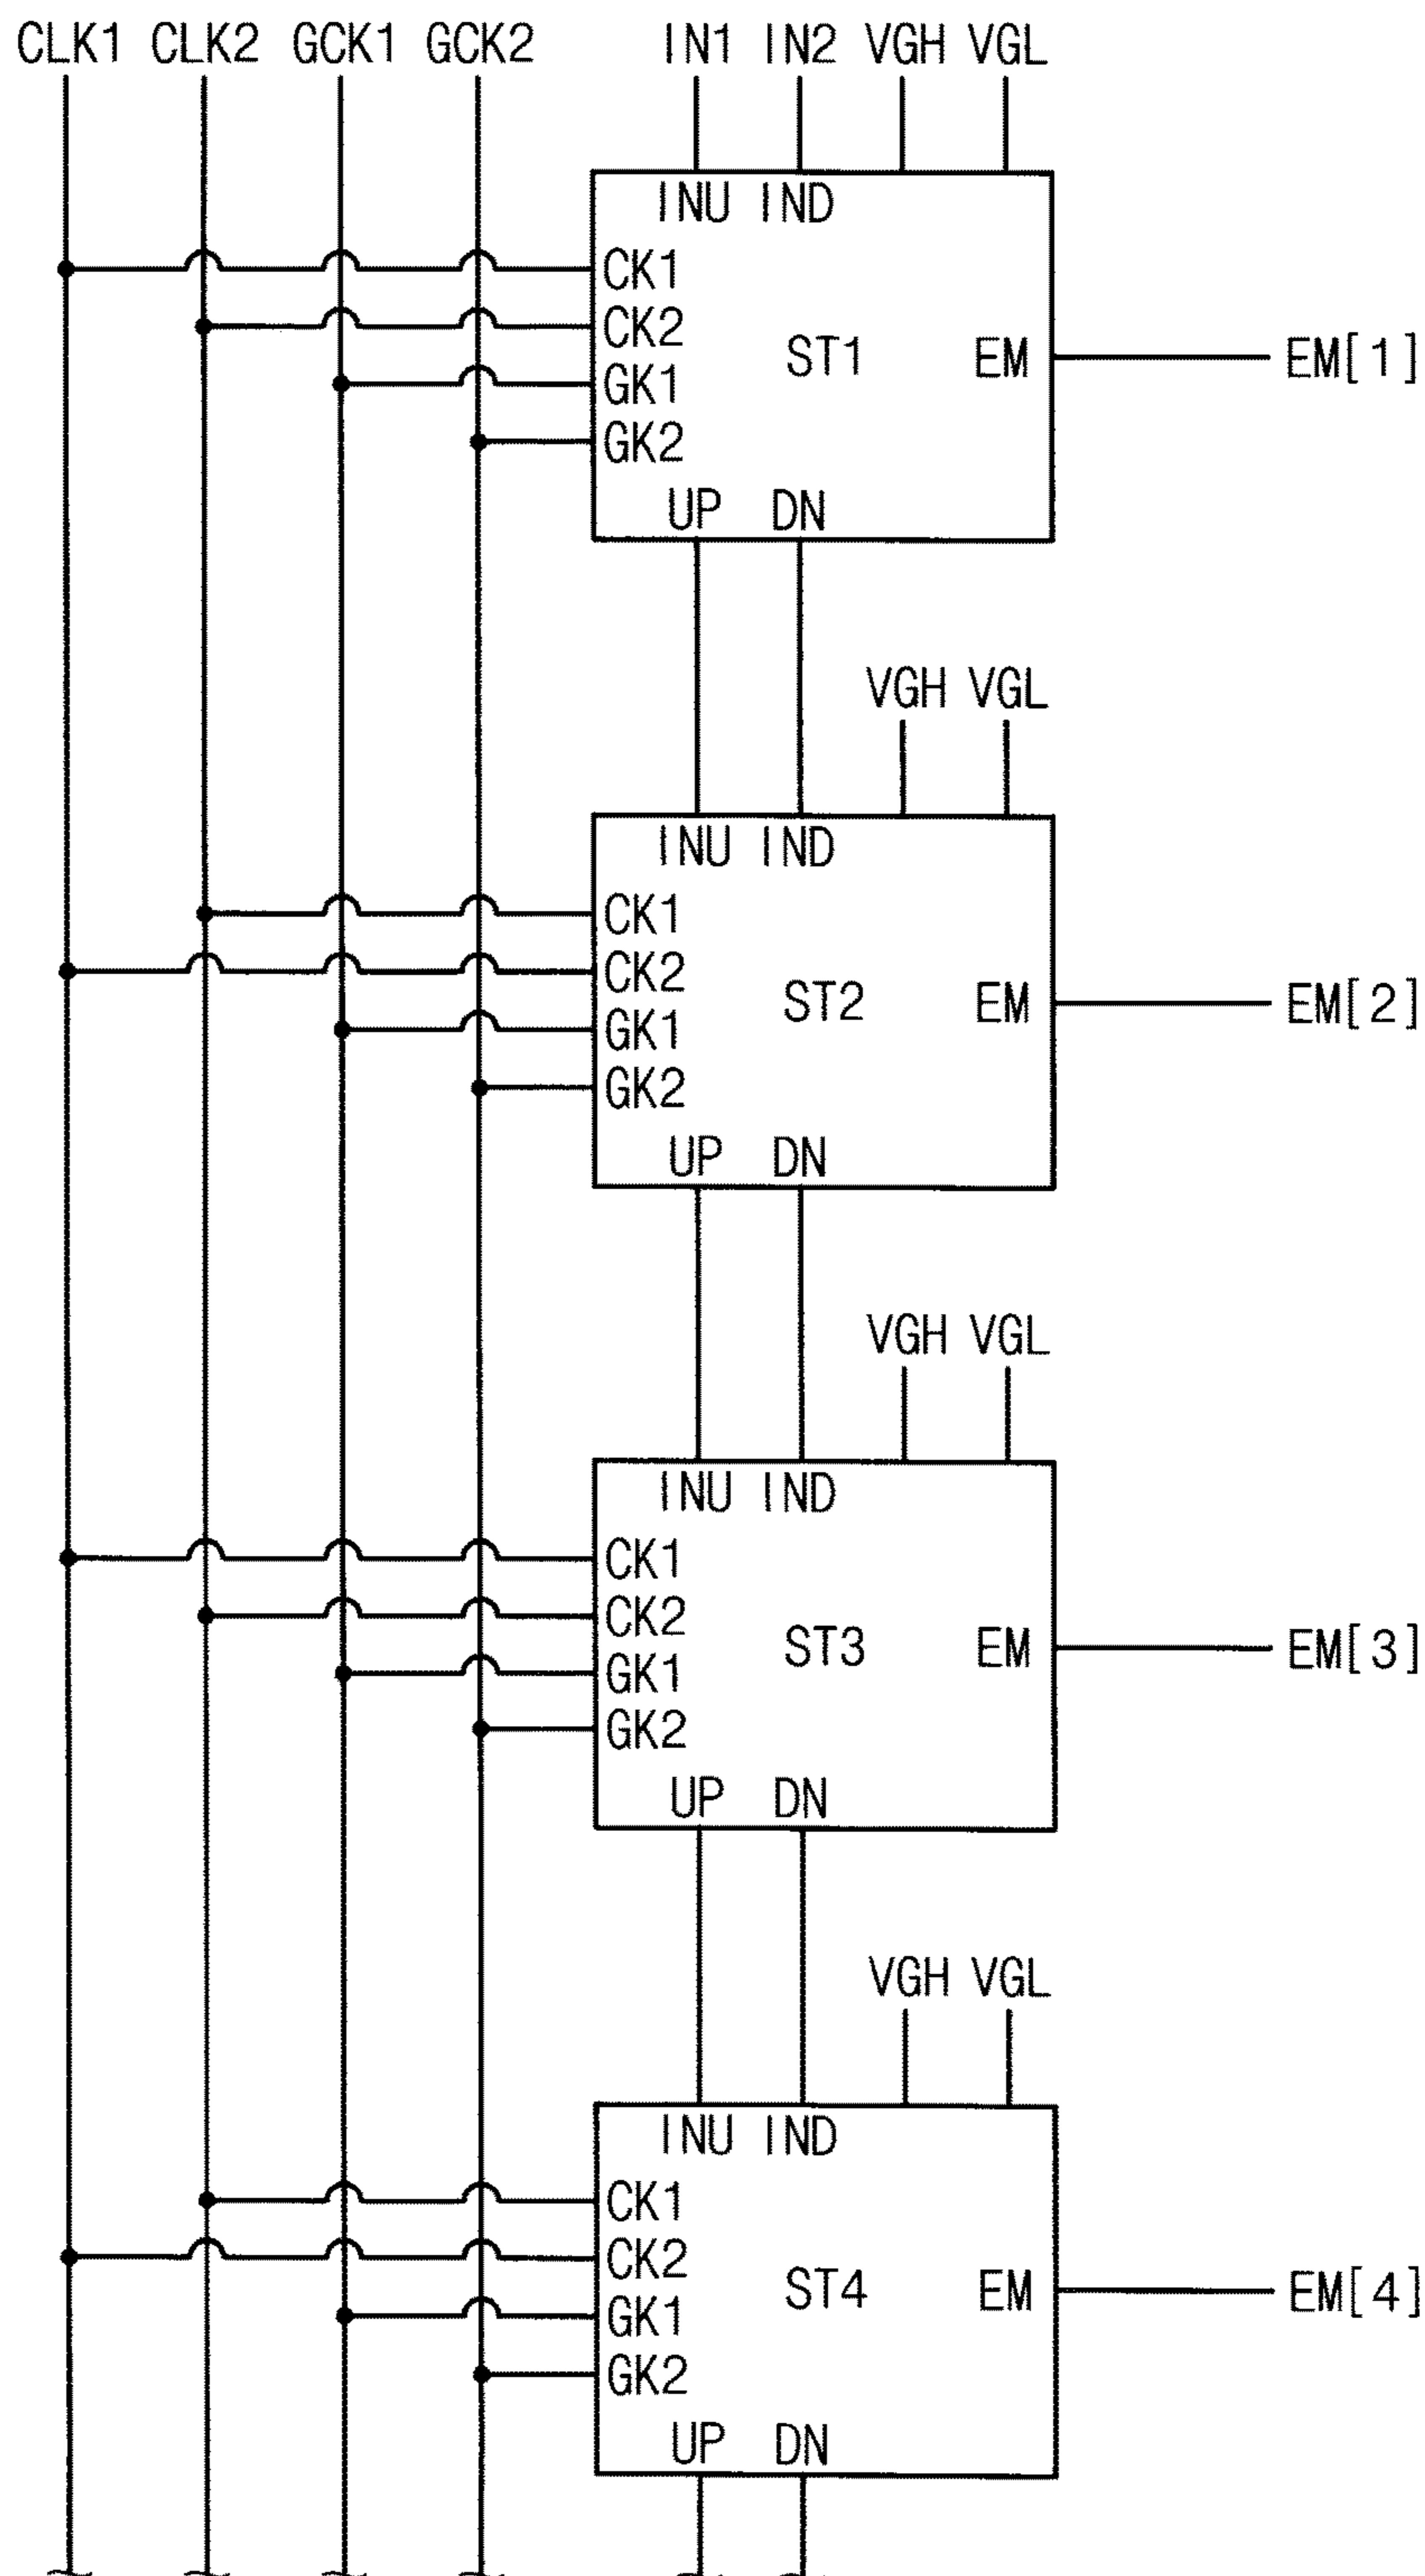 CLK1 CLK2 GCK1 GCK2 IN1 IN2 VGH VGL
INU IND
CK1
CK2
ST1 EM EM[1]
GK1
GK2
UP DN
VGH VGL
INU IND
CK1
CK2
ST2 EM EM[2]
GK1
GK2
UP DN
VGH VGL
INU IND
CK1
CK2
ST3 EM EM[3]
GK1
GK2
UP DN
VGH VGL
INU IND
CK1
CK2
ST4 EM EM[4]
GK1
GK2
UP DN